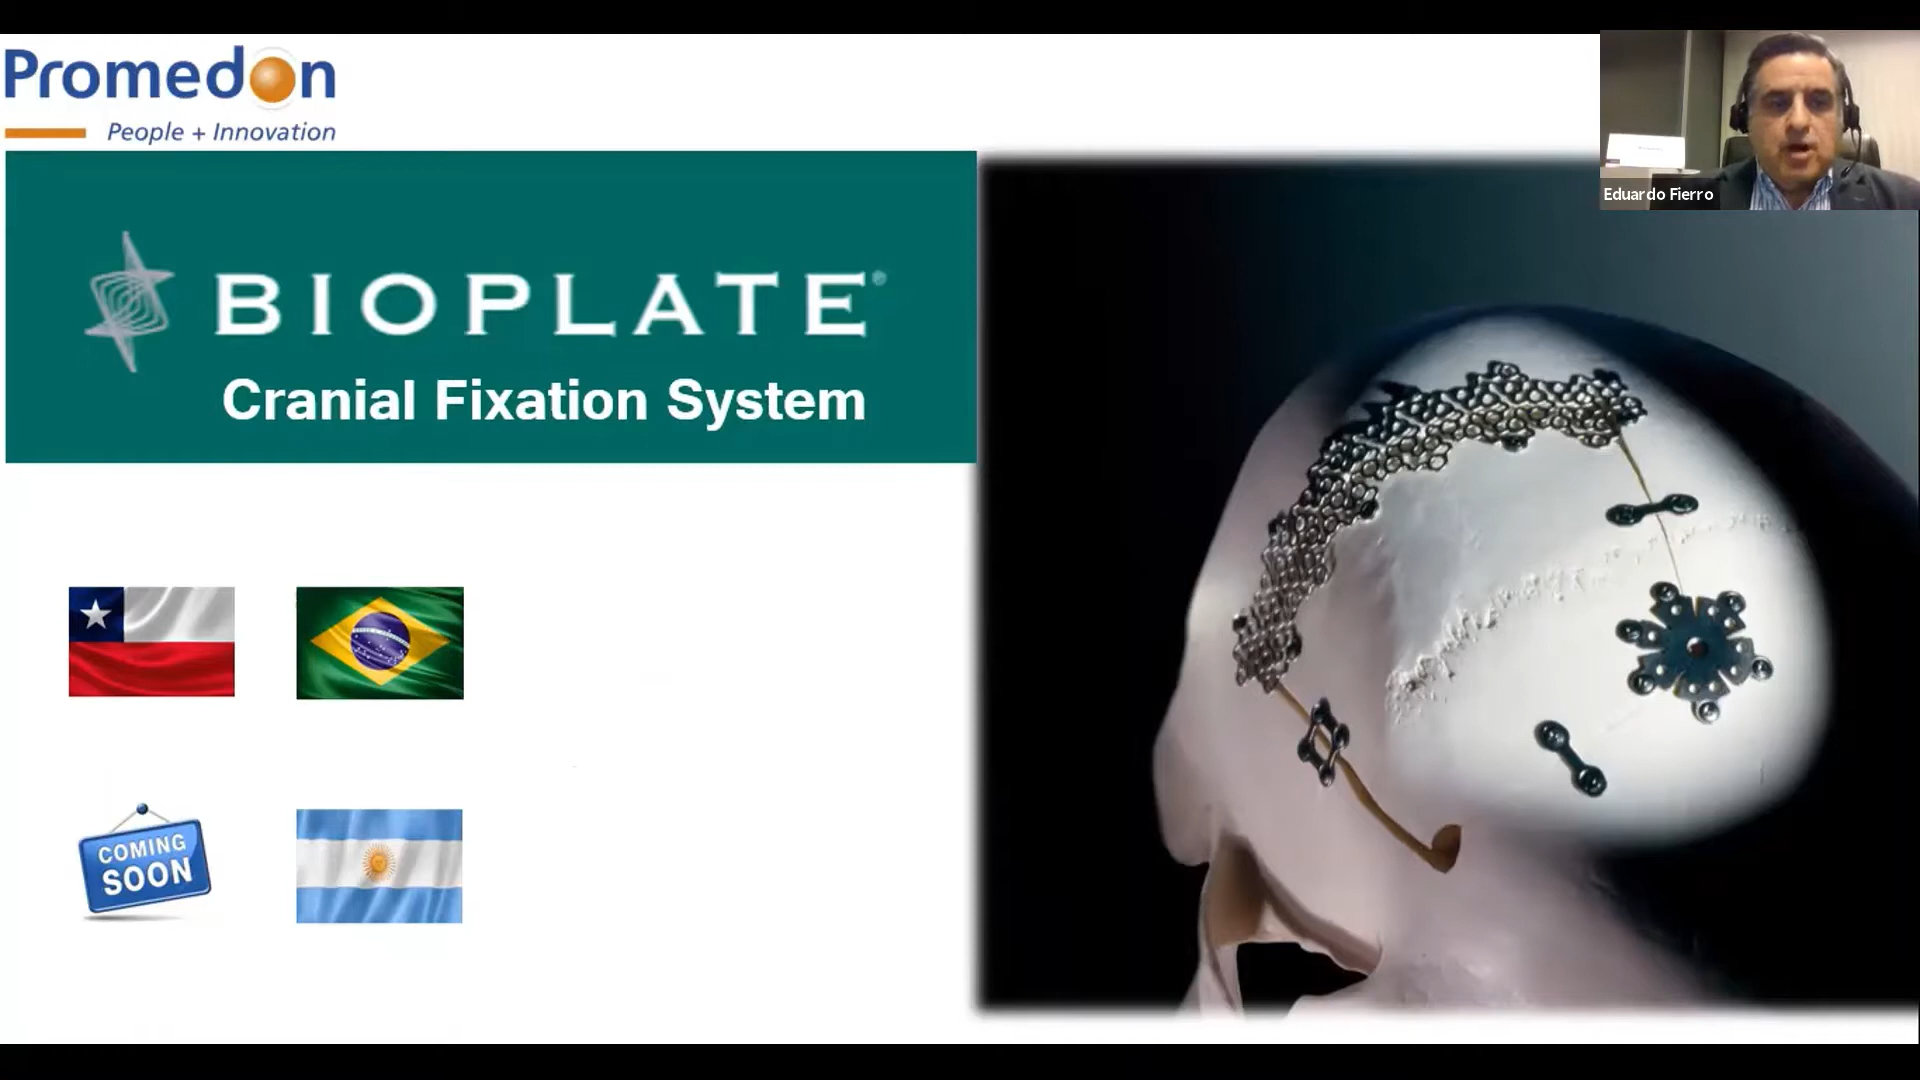 Promedon
People + Innovation
BIOPLATE®
Cranial Fixation System
COMING
SOON
Eduardo Fierro